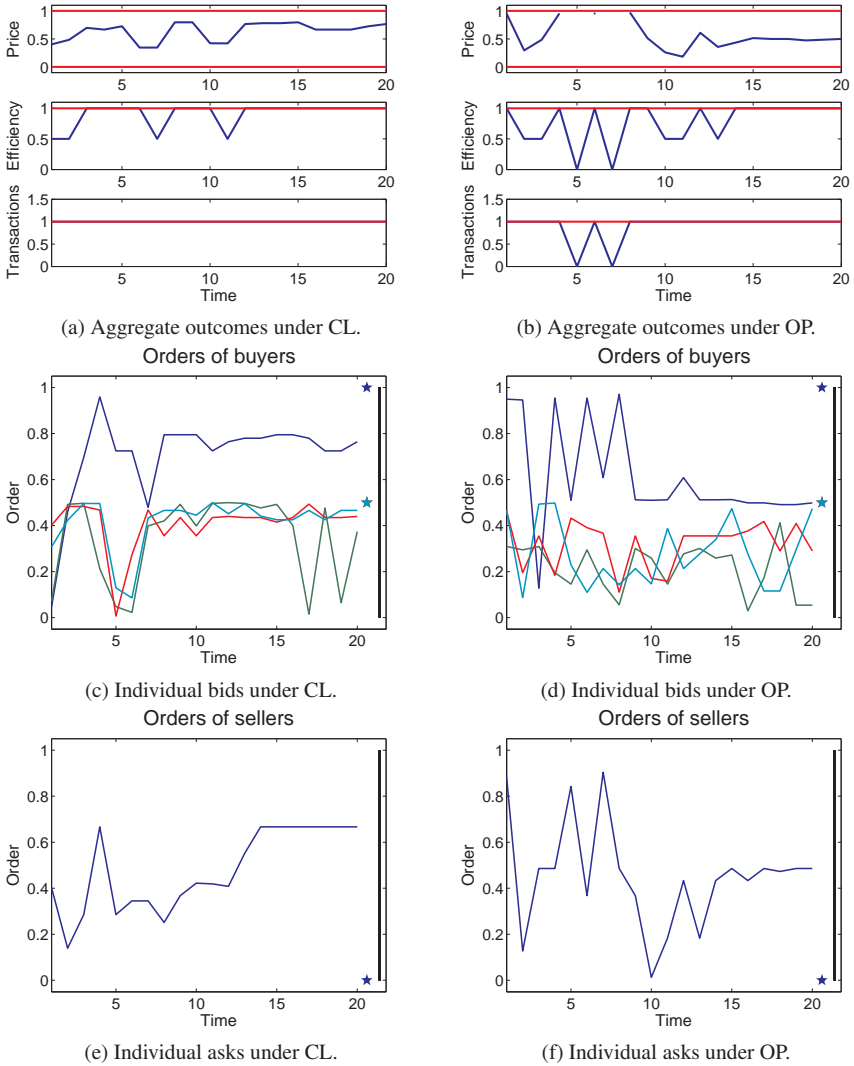 Price
1
0.5
0
5 10 15 20
Efficiency
1
0.5
0
5 10 15 20
Transactions
1.5
1
0.5
0
5 10 15 20
Time
(a) Aggregate outcomes under CL.
Price
1
0.5
0
5 10 15 20
Efficiency
1
0.5
0
5 10 15 20
Transactions
1.5
1
0.5
0
5 10 15 20
Time
(b) Aggregate outcomes under OP.
Orders of buyers
Order
1
0.8
0.6
0.4
0.2
0
5 10 15 20
Time
(c) Individual bids under CL.
Orders of buyers
Order
1
0.8
0.6
0.4
0.2
0
5 10 15 20
Time
(d) Individual bids under OP.
Orders of sellers
Order
1
0.8
0.6
0.4
0.2
0
5 10 15 20
Time
(e) Individual asks under CL.
Orders of sellers
Order
1
0.8
0.6
0.4
0.2
0
5 10 15 20
Time
(f) Individual asks under OP.